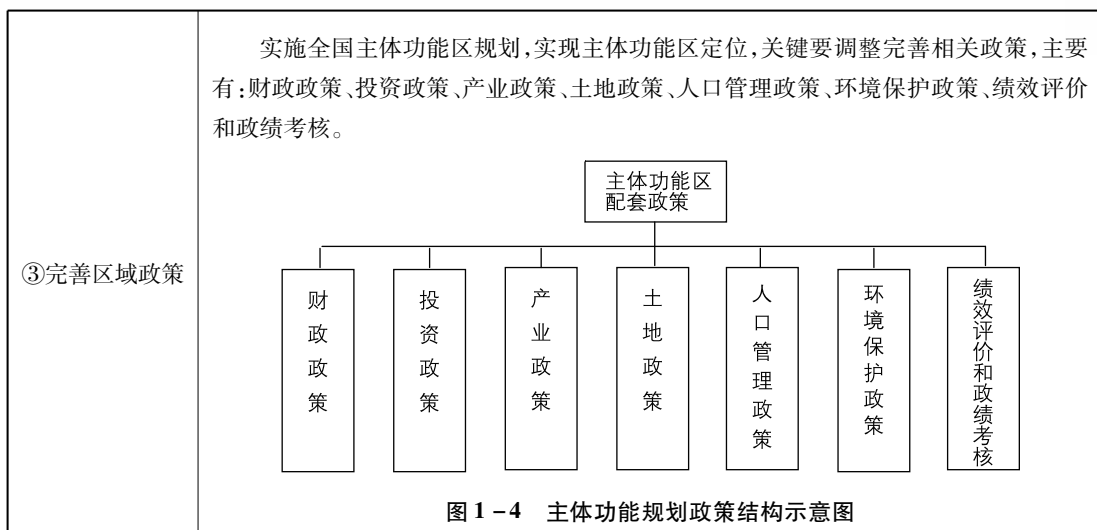 实施全国主体功能区规划,实现主体功能区定位,关键要调整完善相关政策,主要
有:财政政策、投资政策、产业政策、土地政策、人口管理政策、环境保护政策、绩效评价
和政绩考核。
主体功能区
配套政策
③完善区域政策
财政政策
投资政策
产业政策
土地政策
人口管理政策
环境保护政策
绩效评价和政绩考核
图 1-4 主体功能规划政策结构示意图